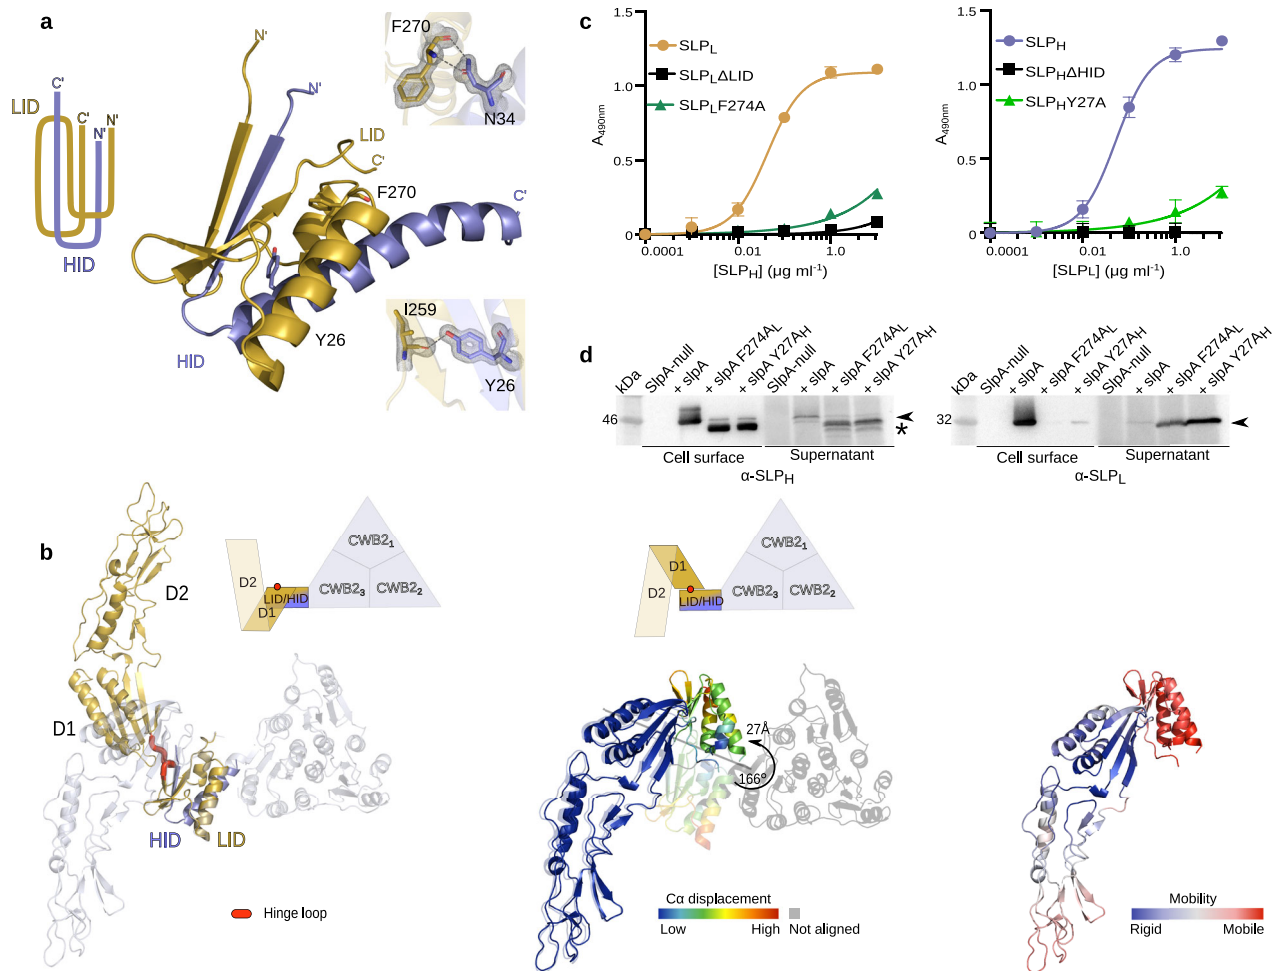 a
C'
LID
C'
N'
N'
HID
N'
N'
LID
C'
F270
C'
Y26
HID
F270
N34
I259
Y26
c
1.5
1.0
0.5
0
A490nm
SLPL
SLPLΔLID
SLPLF274A
0.0001
0.01
1.0
[SLPH] (µg ml-1)
1.5
1.0
0.5
0
A490nm
SLPH
SLPHΔHID
SLPHY27A
0.0001
0.01
1.0
[SLPL] (µg ml-1)
d
kDa
SlpA-null
+ slpA
+ slpA F274AL
+ slpA Y27AH
SlpA-null
+ slpA
+ slpA F274AL
+ slpA Y27AH
46
*
Cell surface
Supernatant
α-SLPH
kDa
SlpA-null
+ slpA
+ slpA F274AL
+ slpA Y27AH
SlpA-null
+ slpA
+ slpA F274AL
+ slpA Y27AH
32
Cell surface
Supernatant
α-SLPL
b
D2
D1
HID
LID
Hinge loop
D2
LID/HID
D1
CWB21
CWB23
CWB22
D1
D2
LID/HID
CWB21
CWB23
CWB22
27Å
166°
Cα displacement
Low
High
Not aligned
Mobility
Rigid
Mobile